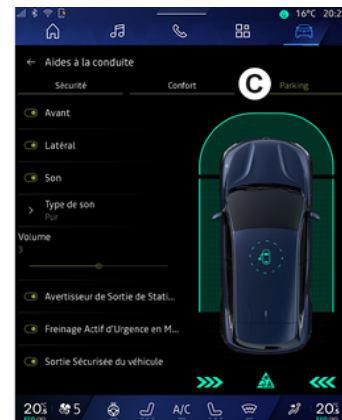 16°C 20:2
← Aides à la conduite
Sécurité Confort C Parking
Avant
Latéral
Son
Type de son
Pur
Volume
3
Avertisseur de Sortie de Stati...
Freinage Actif d'Urgence en M...
Sortie Sécurisée du véhicule
20 5 A/C 20